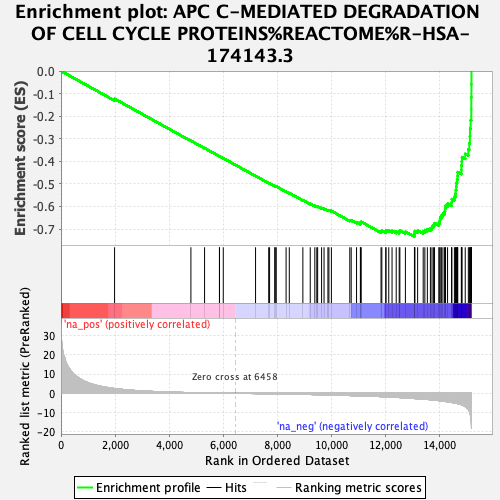 Enrichment plot: APC C-MEDIATED DEGRADATION
OF CELL CYCLE PROTEINS%REACTOME%R-HSA-
174143.3
Enrichment score (ES)
0.0
-0.1
-0.2
-0.3
-0.4
-0.5
-0.6
-0.7
'na_pos' (positively correlated)
Ranked list metric (PreRanked)
30
20
10
0
-10
-20
Zero cross at 6458
'na_neg' (negatively correlated)
0
2,000
4,000
6,000
8,000
10,000
12,000
14,000
Rank in Ordered Dataset
Enrichment profile
Hits
Ranking metric scores